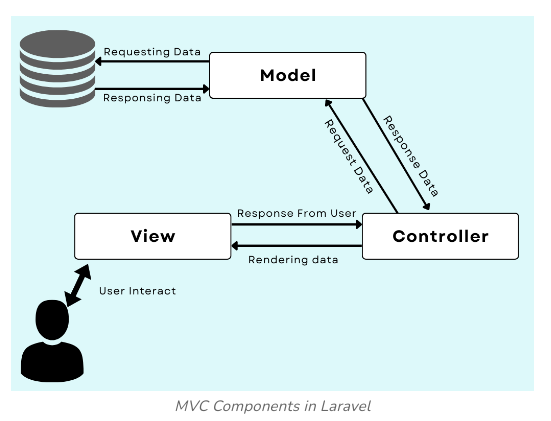 Requesting Data
Model
Responsing Data
Request Data
Response Data
Response From User
View
Controller
Rendering data
User Interact
MVC Components in Laravel